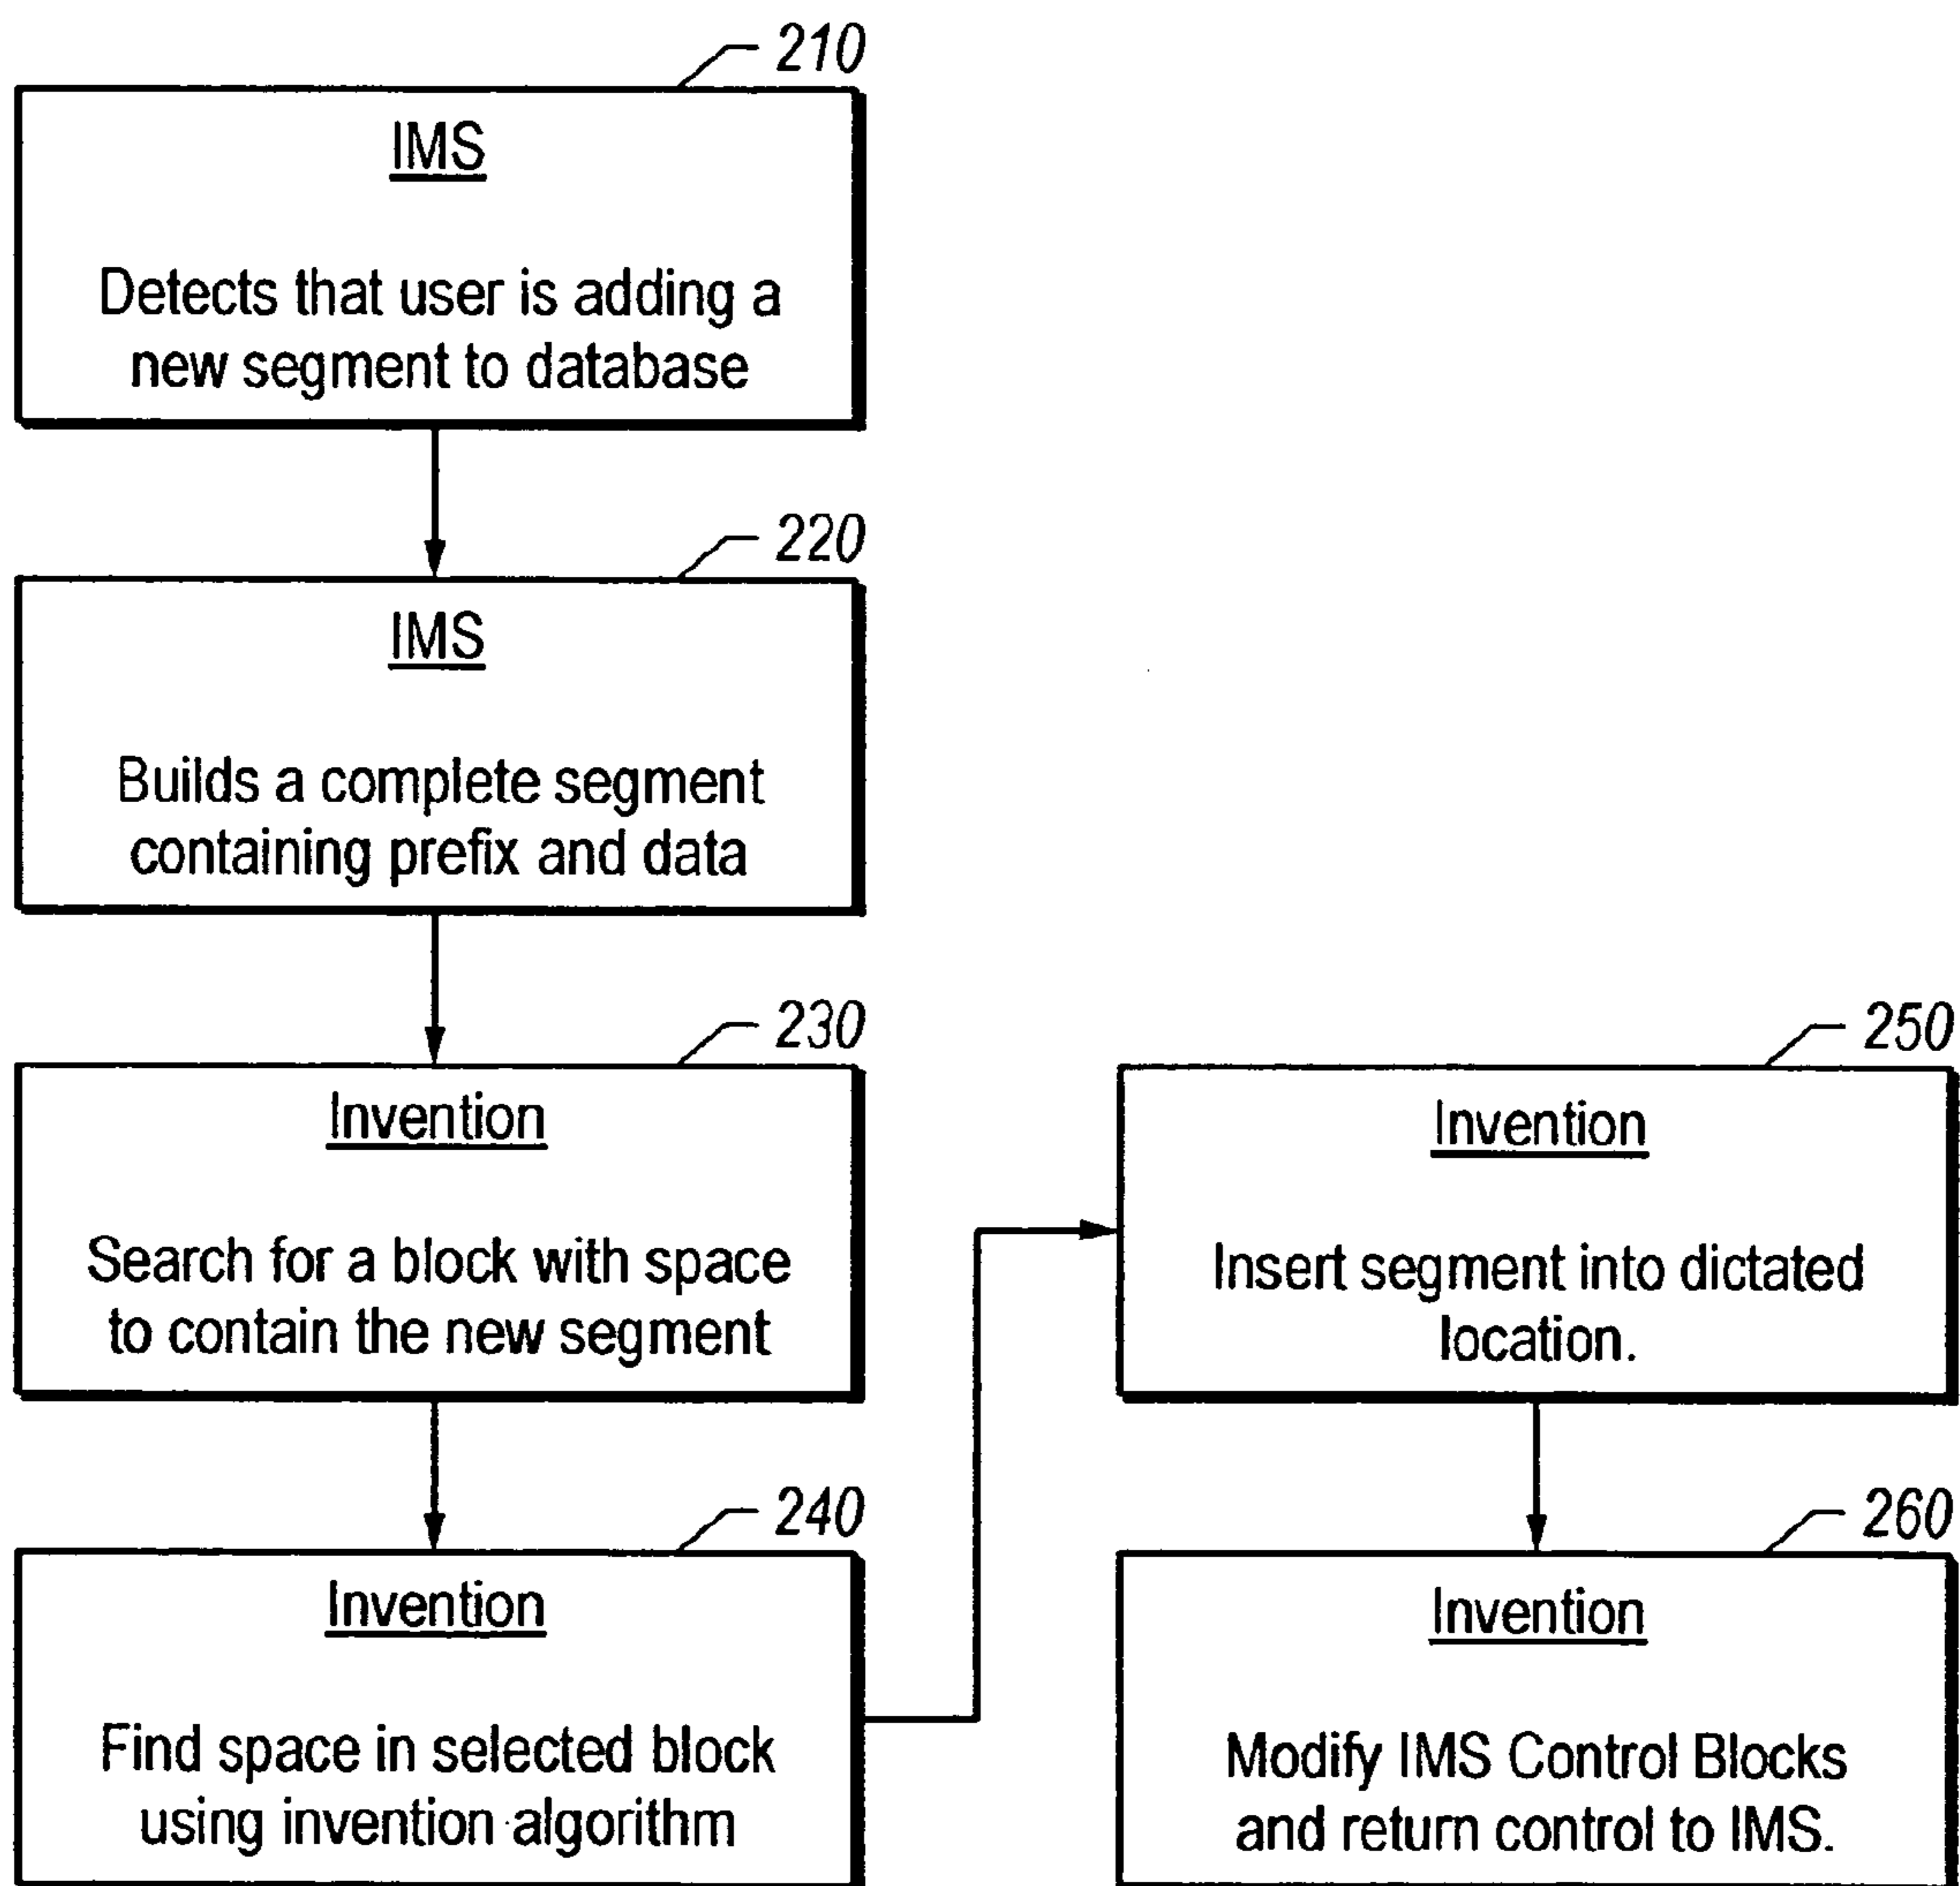 210
IMS
Detects that user is adding a
new segment to database
220
IMS
Builds a complete segment
containing prefix and data
230
Invention
Search for a block with space
to contain the new segment
240
Invention
Find space in selected block
using invention algorithm
250
Invention
Insert segment into dictated
location.
260
Invention
Modify IMS Control Blocks
and return control to IMS.